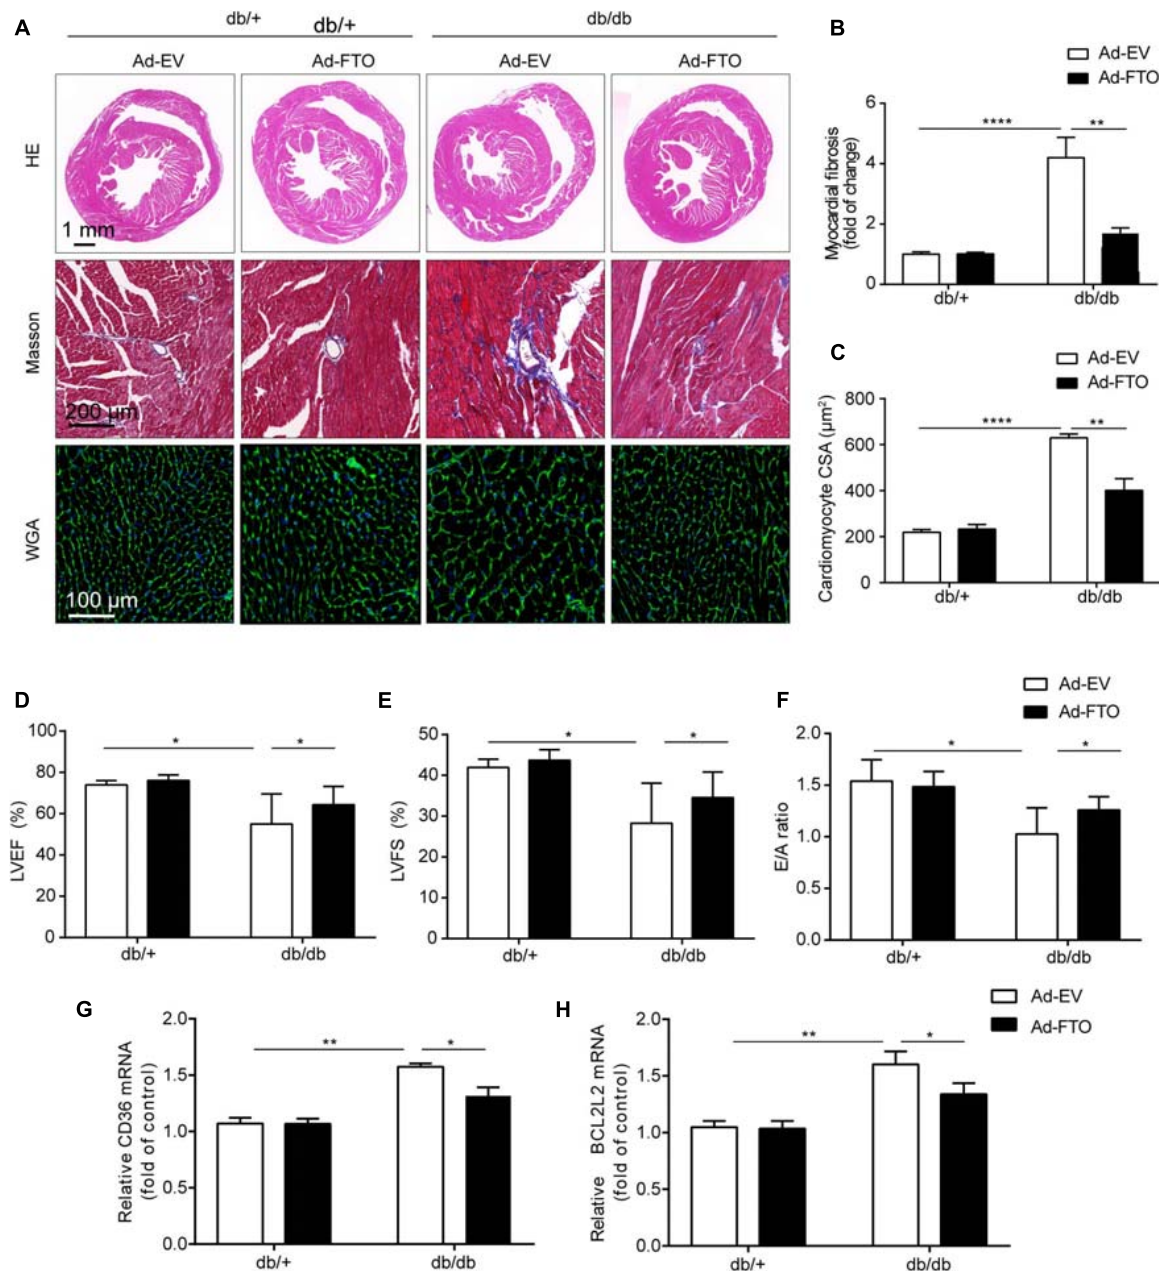 A
db/+
db/+
db/db
Ad-EV
Ad-FTO
Ad-EV
Ad-FTO
HE
1 mm
Masson
200 µm
WGA
100 µm
B
Ad-EV
Ad-FTO
Myocardial fibrosis
(fold of change)
6
4
2
0
****
**
db/+
db/db
C
Ad-EV
Ad-FTO
Cardiomyocyte CSA (µm²)
800
600
400
200
0
****
**
db/+
db/db
D
LVEF (%)
100
80
60
40
20
0
*
*
db/+
db/db
E
LVFS (%)
50
40
30
20
10
0
*
*
db/+
db/db
F
Ad-EV
Ad-FTO
E/A ratio
2.0
1.5
1.0
0.5
0.0
*
*
db/+
db/db
G
Relative CD36 mRNA
(fold of control)
2.0
1.5
1.0
0.5
0.0
**
*
db/+
db/db
H
Ad-EV
Ad-FTO
Relative BCL2L2 mRNA
(fold of control)
2.0
1.5
1.0
0.5
0.0
**
*
db/+
db/db